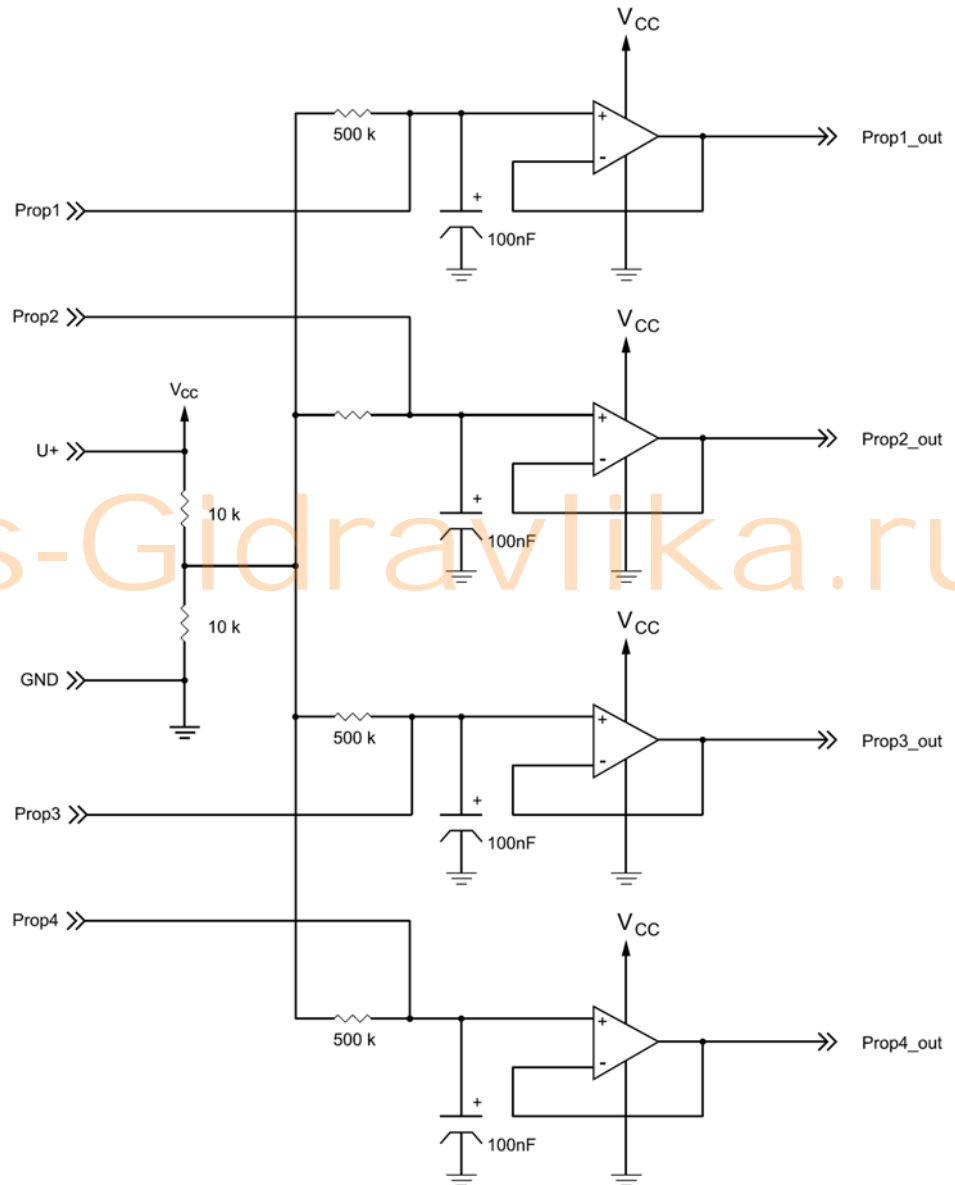 VCC
+
500 k
-
Prop1_out
Prop1
+
100nF
Prop2
VCC
VCC
+
U+
-
Prop2_out
+
10 k
100nF
s-Gidravlika.ru
VCC
10 k
GND
+
500 k
-
Prop3_out
+
Prop3
100nF
VCC
Prop4
+
500 k
-
Prop4_out
+
100nF